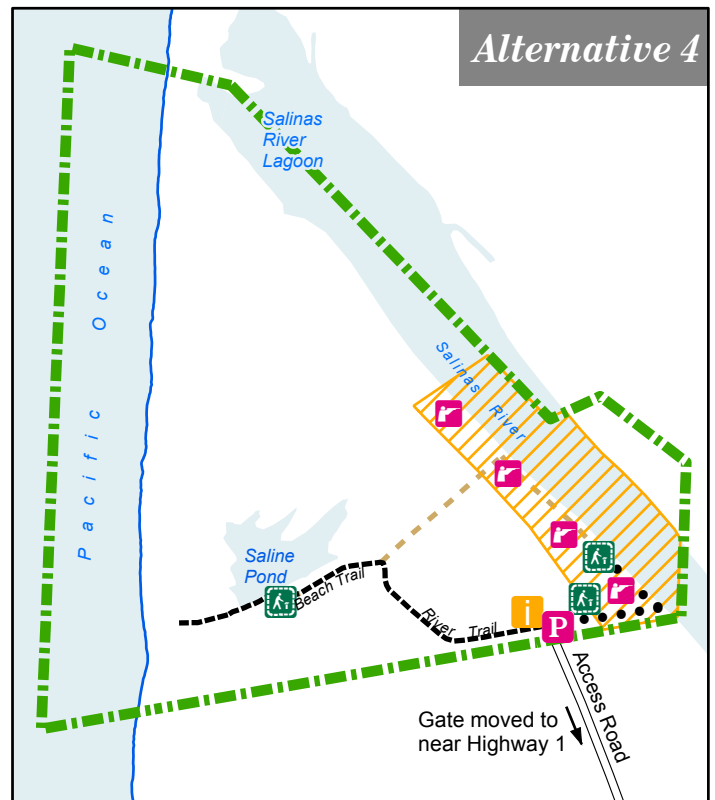 Alternative 4
Salinas
River
Lagoon
Pacific Ocean
Salinas River
Saline
Pond
Beach Trail
River Trail
i
P
Access Road
Gate moved to
near Highway 1